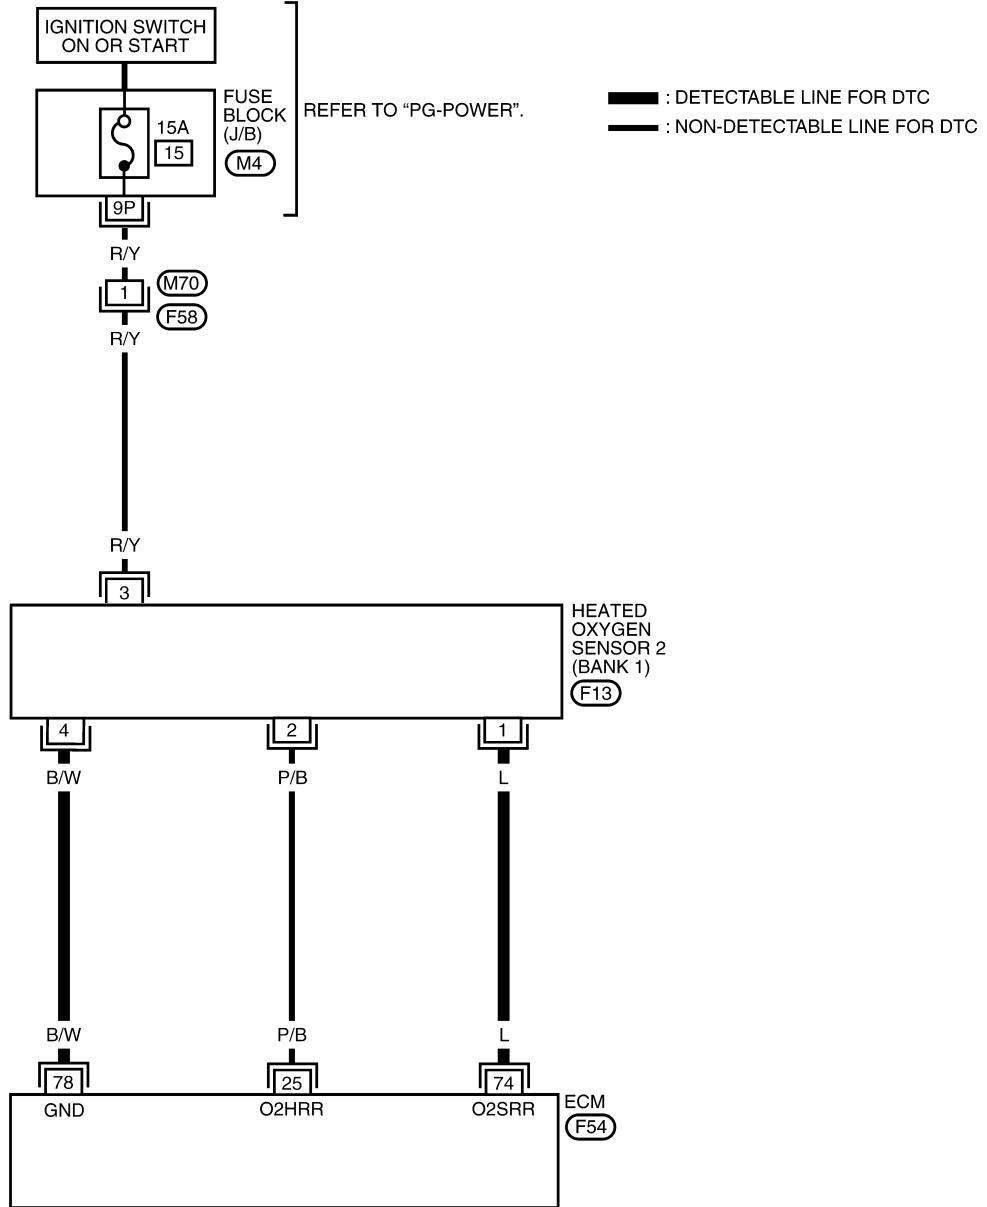 IGNITION SWITCH
ON OR START
FUSE
BLOCK
(J/B)
M4
15A
15
REFER TO “PG-POWER”.
: DETECTABLE LINE FOR DTC
: NON-DETECTABLE LINE FOR DTC
9P
R/Y
1
M70
F58
R/Y
R/Y
3
HEATED
OXYGEN
SENSOR 2
(BANK 1)
F13
4
2
1
B/W
P/B
L
B/W
P/B
L
78
25
74
GND
O2HRR
O2SRR
ECM
F54